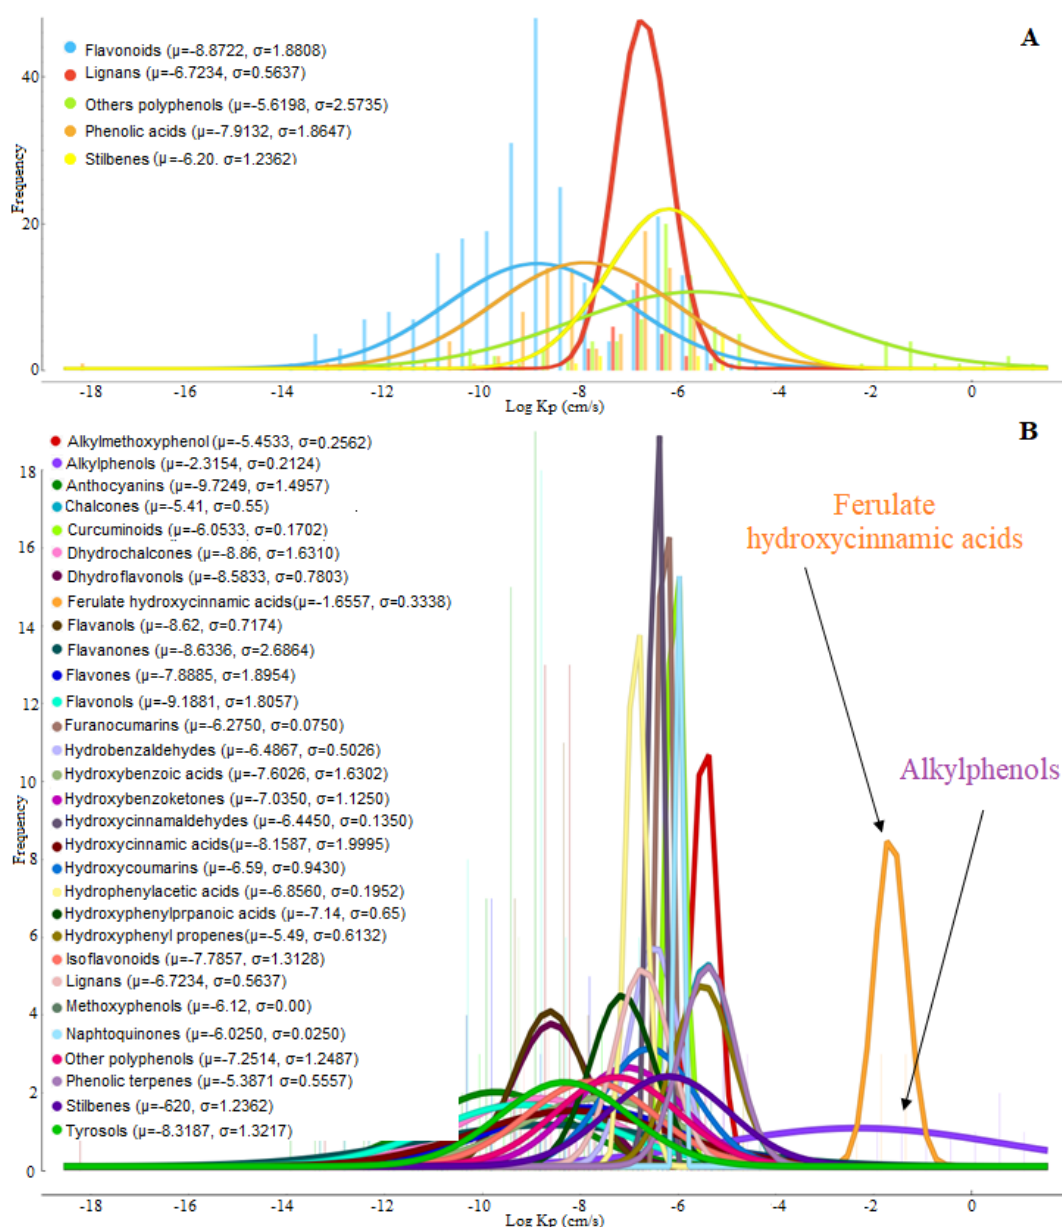 A
Flavonoids (μ=-8.8722, σ=1.8808)
Lignans (μ=-6.7234, σ=0.5637)
Others polyphenols (μ=-5.6198, σ=2.5735)
Phenolic acids (μ=-7.9132, σ=1.8647)
Stilbenes (μ=-6.20. σ=1.2362)
Frequency
40
20
0
-18 -16 -14 -12 -10 -8 -6 -4 -2 0
Log Kp (cm/s)
B
Alkylmethoxyphenol (μ=-5.4533, σ=0.2562)
Alkylphenols (μ=-2.3154, σ=0.2124)
Anthocyanins (μ=-9.7249, σ=1.4957)
Chalcones (μ=-5.41, σ=0.55)
Curcuminoids (μ=-6.0533, σ=0.1702)
Dhydrochalcones (μ=-8.86, σ=1.6310)
Dhydroflavonols (μ=-8.5833, σ=0.7803)
Ferulate hydroxycinnamic acids(μ=-1.6557, σ=0.3338)
Flavanols (μ=-8.62, σ=0.7174)
Flavanones (μ=-8.6336, σ=2.6864)
Flavones (μ=-7.8885, σ=1.8954)
Flavonols (μ=-9.1881, σ=1.8057)
Furanocumarins (μ=-6.2750, σ=0.0750)
Hydrobenzaldehydes (μ=-6.4867, σ=0.5026)
Hydroxybenzoic acids (μ=-7.6026, σ=1.6302)
Hydroxybenzoketones (μ=-7.0350, σ=1.1250)
Hydroxycinnamaldehydes (μ=-6.4450, σ=0.1350)
Hydroxycinnamic acids(μ=-8.1587, σ=1.9995)
Hydroxycoumarins (μ=-6.59, σ=0.9430)
Hydrophenylacetic acids (μ=-6.8560, σ=0.1952)
Hydroxyphenylprpanoic acids (μ=-7.14, σ=0.65)
Hydroxyphenyl propenes(μ=-5.49, σ=0.6132)
Isoflavonoids (μ=-7.7857, σ=1.3128)
Lignans (μ=-6.7234, σ=0.5637)
Methoxyphenols (μ=-6.12, σ=0.00)
Naphtoquinones (μ=-6.0250, σ=0.0250)
Other polyphenols (μ=-7.2514, σ=1.2487)
Phenolic terpenes (μ=-5.3871 σ=0.5557)
Stilbenes (μ=-620, σ=1.2362)
Tyrosols (μ=-8.3187, σ=1.3217)
Ferulate
hydroxycinnamic acids
Alkylphenols
Frequency
18
16
14
12
10
8
6
4
2
0
-18 -16 -14 -12 -10 -8 -6 -4 -2 0
Log Kp (cm/s)